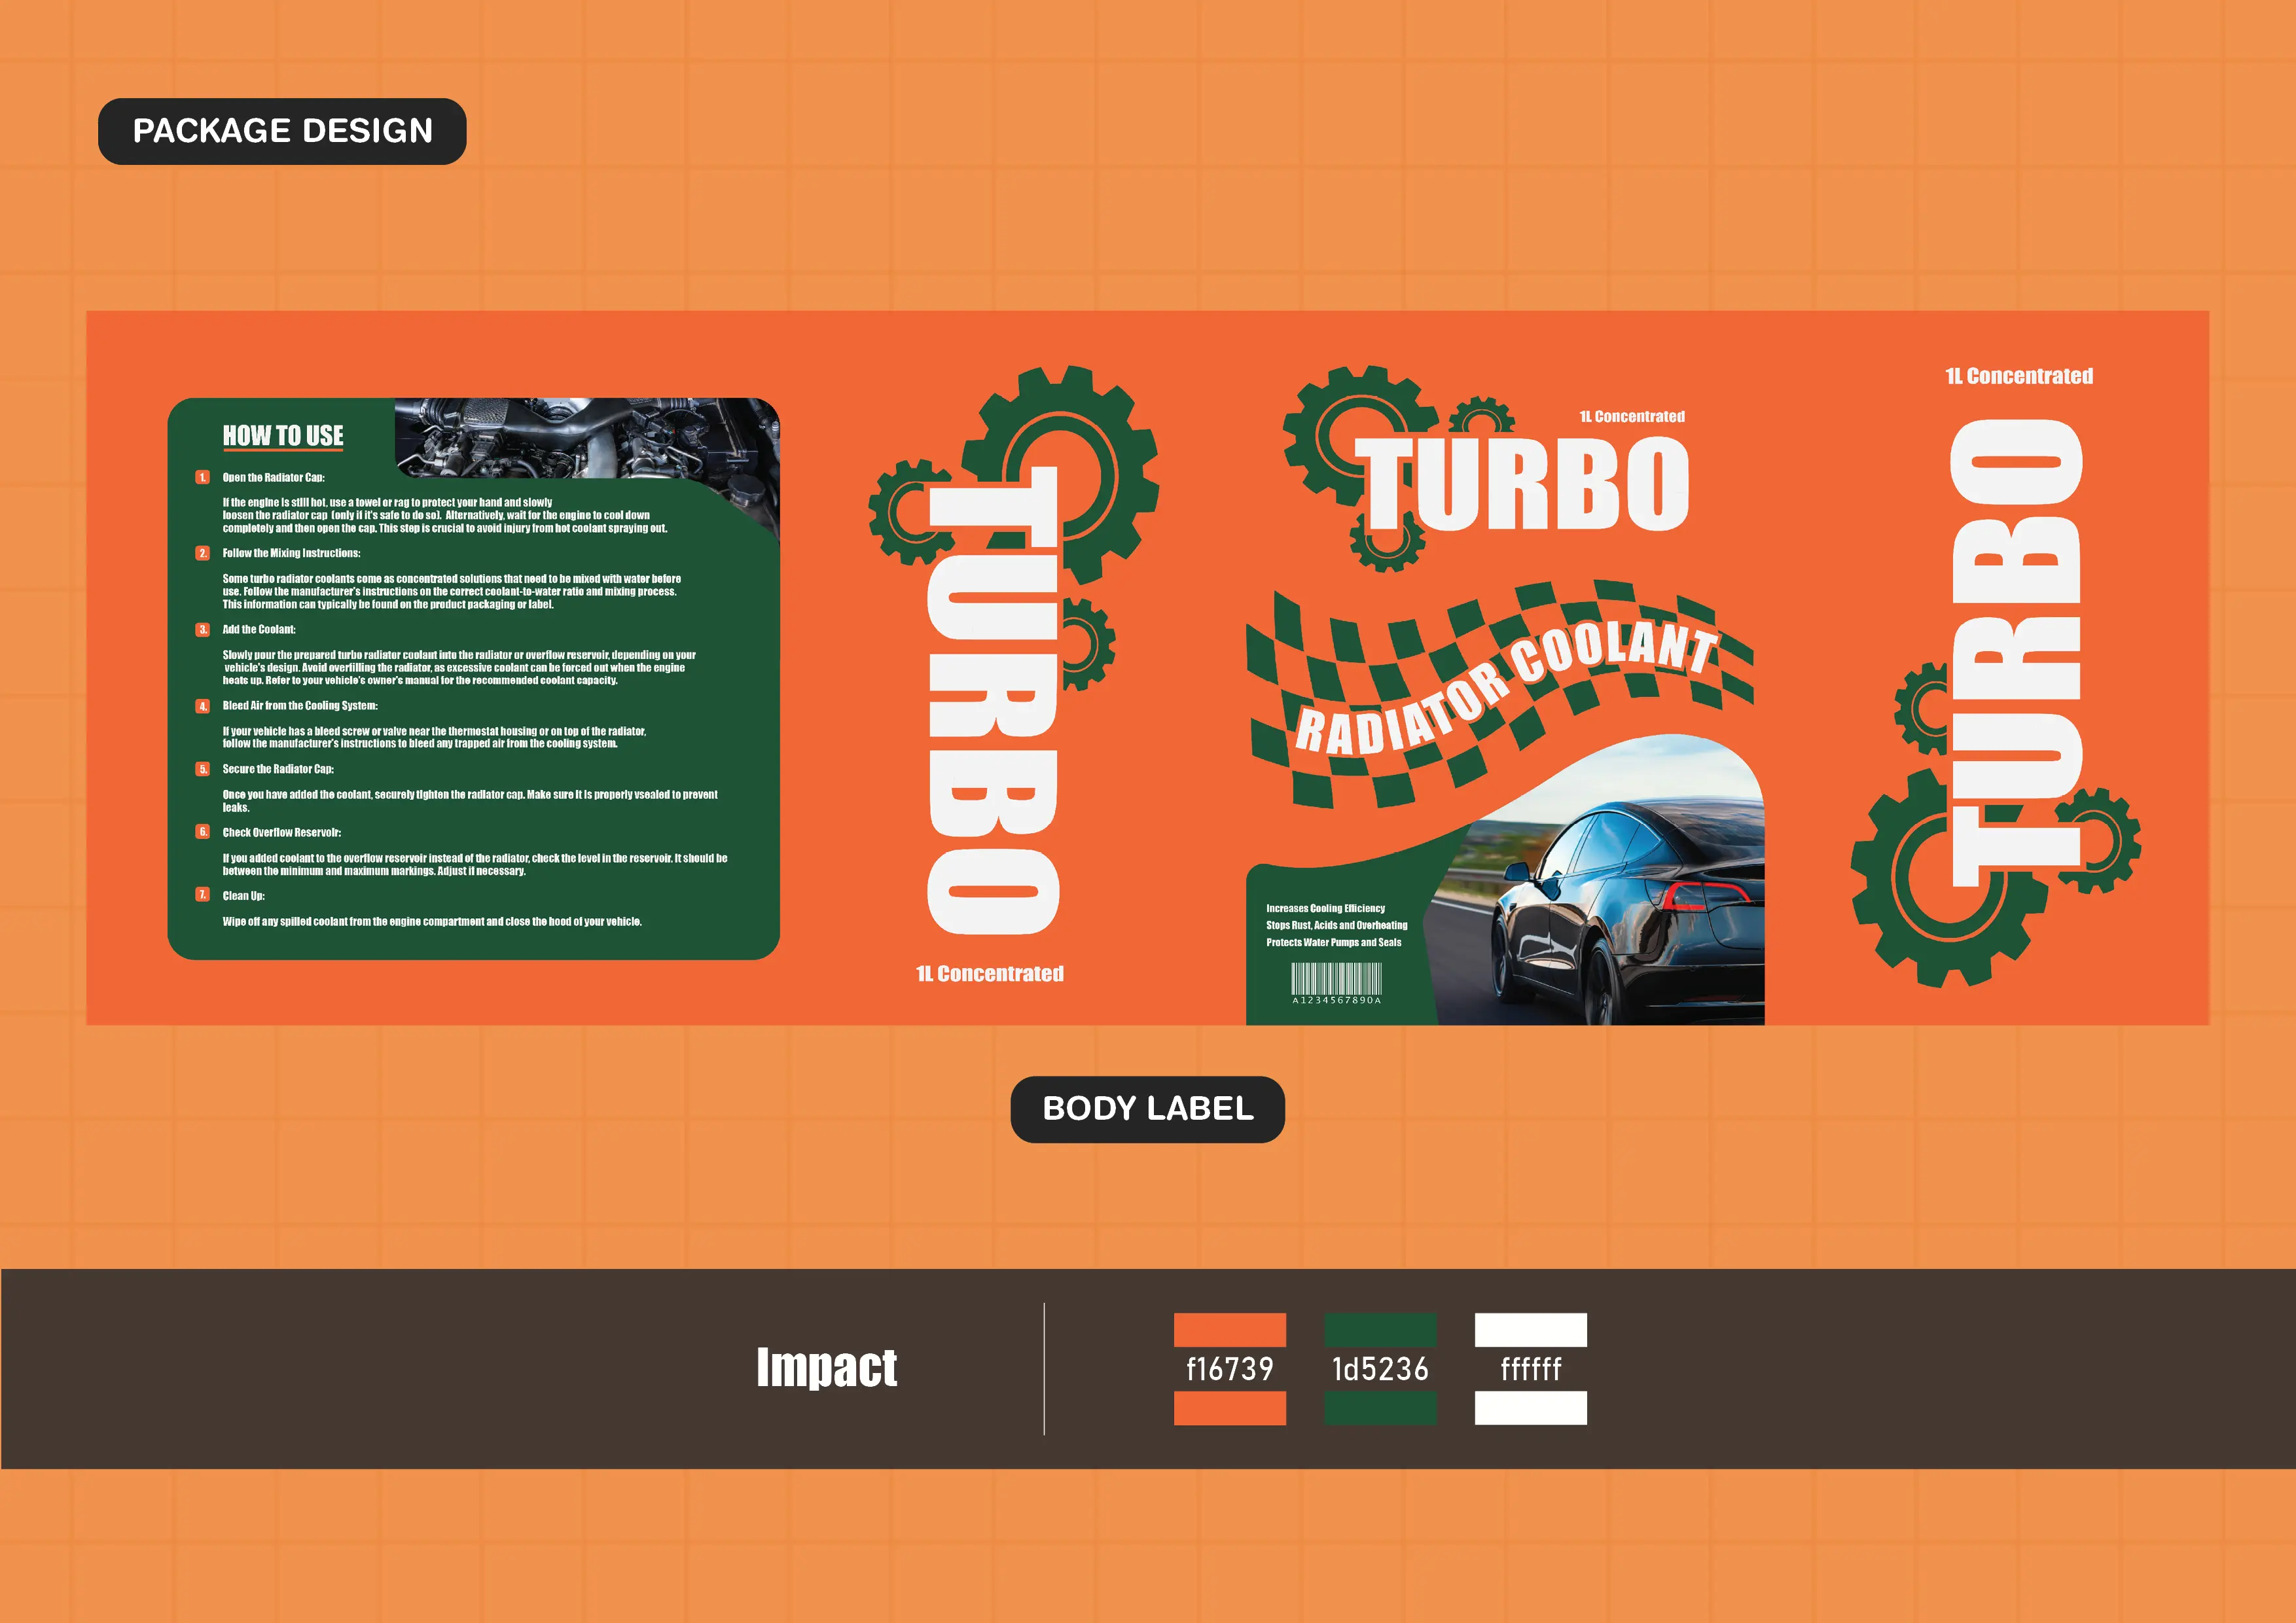 PACKAGE DESIGN
HOW TO USE
1. Open the Radiator Cap:
If the engine is still hot, use a towel or rag to protect your hand and slowly
loosen the radiator cap (only if it's safe to do so). Alternatively, wait for the engine to cool down
completely and then open the cap. This step is crucial to avoid injury from hot coolant spraying out.
2. Follow the Mixing Instructions:
Some turbo radiator coolants come as concentrated solutions that need to be mixed with water before
use. Follow the manufacturer's instructions on the correct coolant-to-water ratio and mixing process.
This information can typically be found on the product packaging or label.
3. Add the Coolant:
Slowly pour the prepared turbo radiator coolant into the radiator or overflow reservoir, depending on your
vehicle's design. Avoid overfilling the radiator, as excessive coolant can be forced out when the engine
heats up. Refer to your vehicle's owner's manual for the recommended coolant capacity.
4. Bleed Air from the Cooling System:
If your vehicle has a bleed screw or valve near the thermostat housing or on top of the radiator,
follow the manufacturer's instructions to bleed any trapped air from the cooling system.
5. Secure the Radiator Cap:
Once you have added the coolant, securely tighten the radiator cap. Make sure it is properly vsealed to prevent
leaks.
6. Check Overflow Reservoir:
If you added coolant to the overflow reservoir instead of the radiator, check the level in the reservoir. It should be
between the minimum and maximum markings. Adjust if necessary.
7. Clean Up:
Wipe off any spilled coolant from the engine compartment and close the hood of your vehicle.
TURBO
1L Concentrated
1L Concentrated
TURBO
RADIATOR COOLANT
Increases Cooling Efficiency
Stops Rust, Acids and Overheating
Protects Water Pumps and Seals
A1234567890A
1L Concentrated
TURBO
BODY LABEL
Impact
f16739
1d5236
ffffff